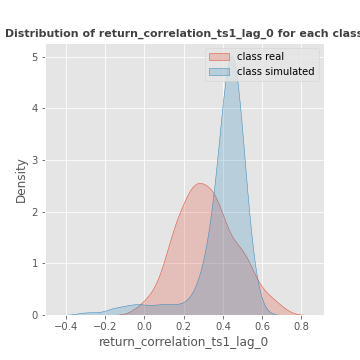 Distribution of return_correlation_ts1_lag_0 for each class
class real
class simulated
5
4
3
2
1
0
Density
−0.4 −0.2 0.0 0.2 0.4 0.6 0.8
return_correlation_ts1_lag_0